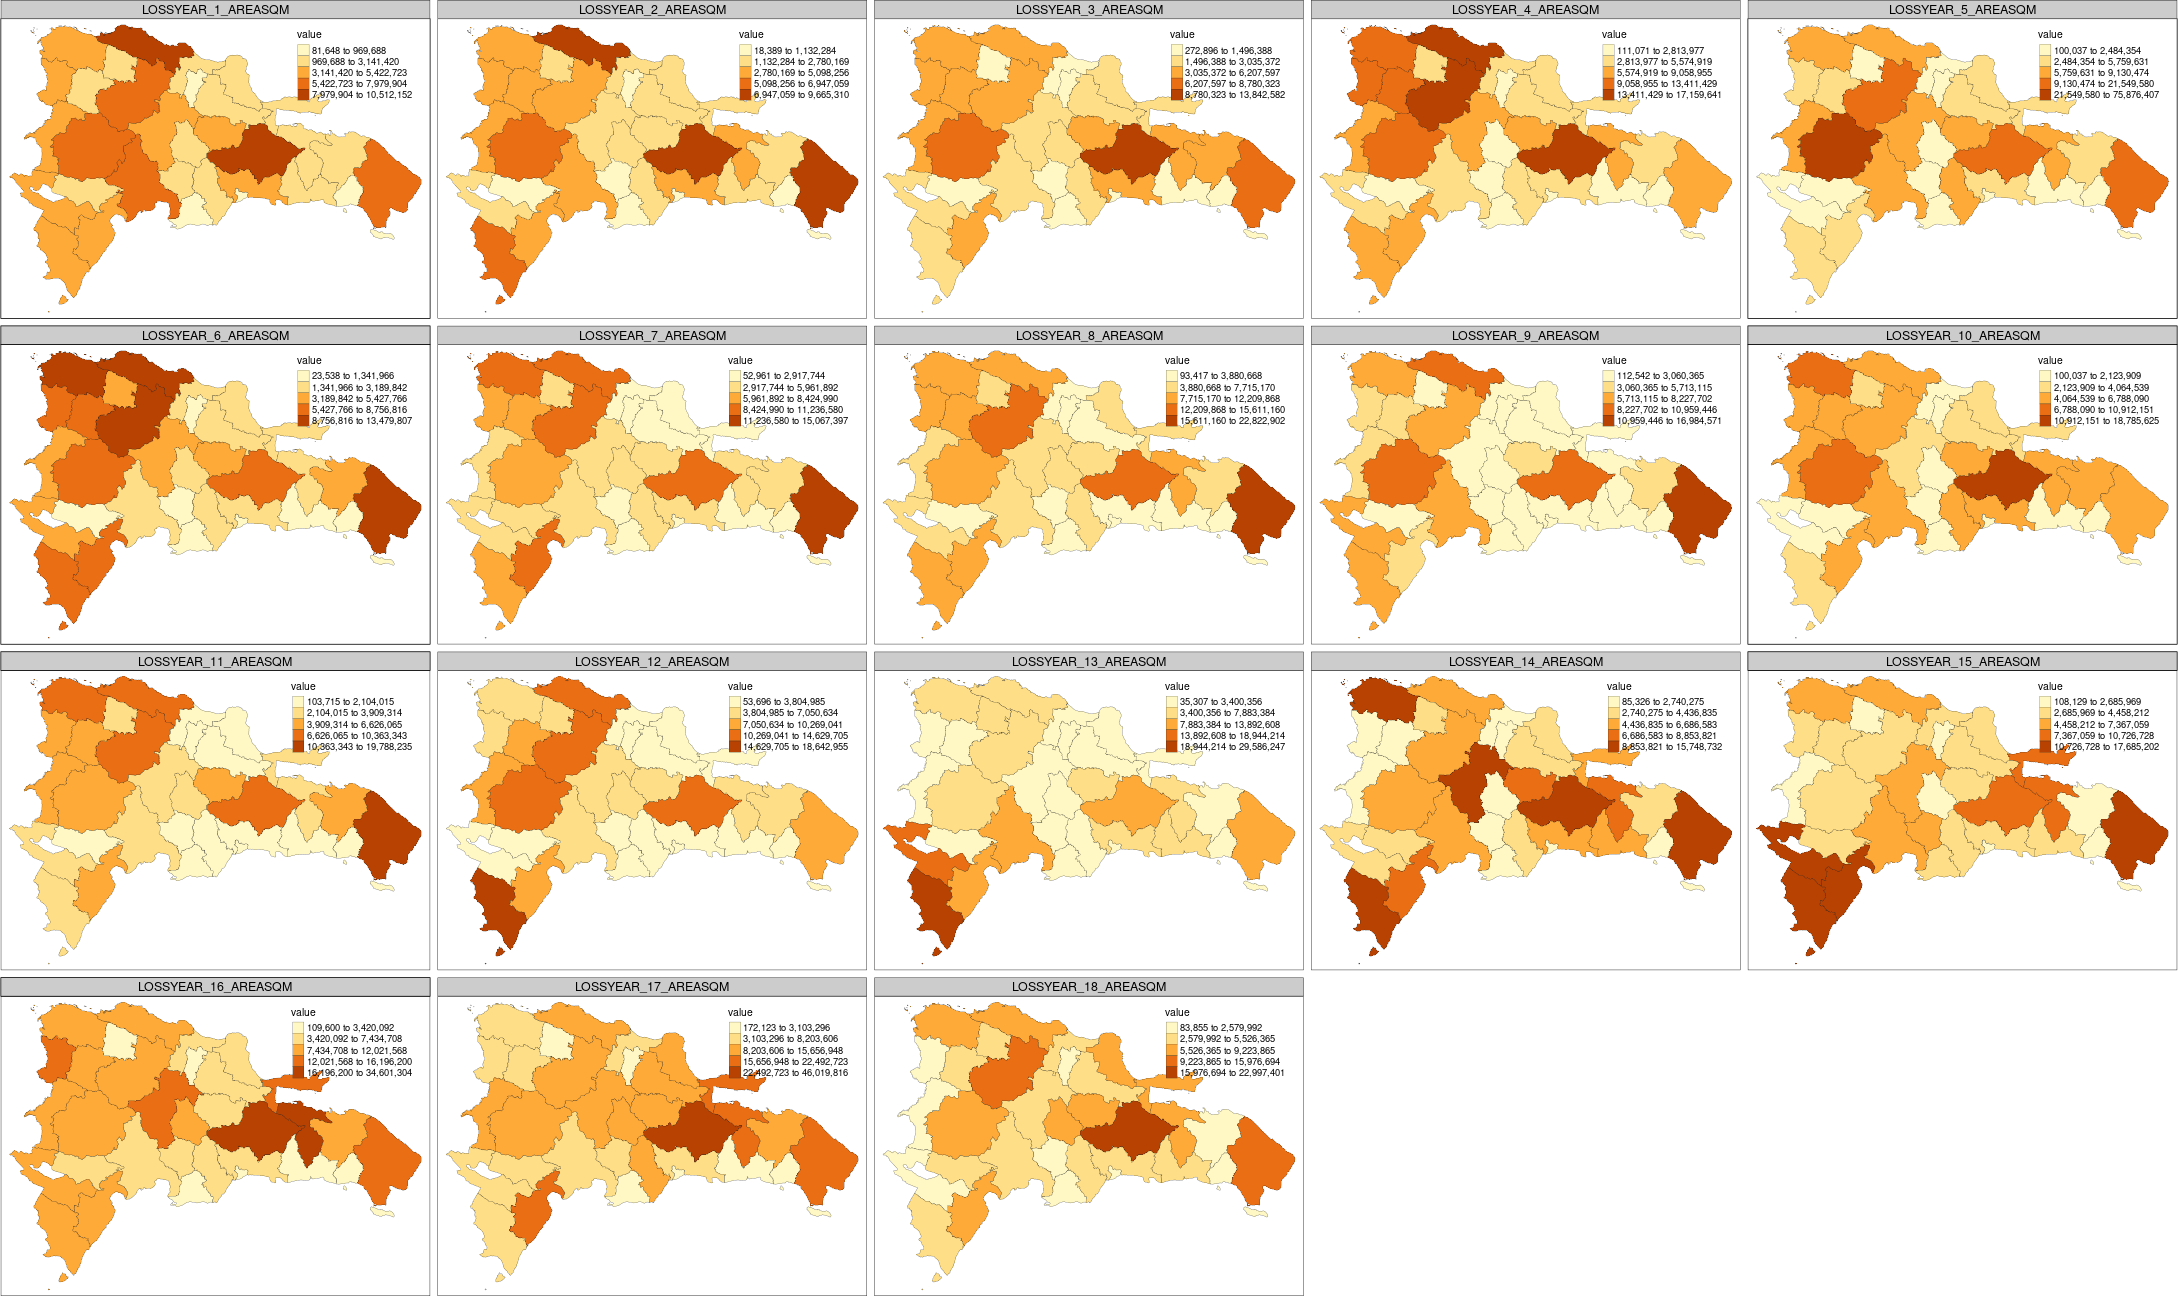 LOSSYEAR_1_AREASQM
value
81,648 to 969,688
969,688 to 3,141,420
3,141,420 to 5,422,723
5,422,723 to 7,979,904
7,979,904 to 10,512,152
LOSSYEAR_2_AREASQM
value
18,389 to 1,132,284
1,132,284 to 2,780,169
2,780,169 to 5,098,256
5,098,256 to 6,947,059
6,947,059 to 9,665,310
LOSSYEAR_3_AREASQM
value
272,896 to 1,496,388
1,496,388 to 3,035,372
3,035,372 to 6,207,597
6,207,597 to 8,780,323
8,780,323 to 13,842,582
LOSSYEAR_4_AREASQM
value
111,071 to 2,813,977
2,813,977 to 5,574,919
5,574,919 to 9,058,955
9,058,955 to 13,411,429
13,411,429 to 17,159,641
LOSSYEAR_5_AREASQM
value
100,037 to 2,484,354
2,484,354 to 5,759,631
5,759,631 to 9,130,474
9,130,474 to 21,549,580
21,549,580 to 75,876,407
LOSSYEAR_6_AREASQM
value
23,538 to 1,341,966
1,341,966 to 3,189,842
3,189,842 to 5,427,766
5,427,766 to 8,756,816
8,756,816 to 13,479,807
LOSSYEAR_7_AREASQM
value
52,961 to 2,917,744
2,917,744 to 5,961,892
5,961,892 to 8,424,990
8,424,990 to 11,236,580
11,236,580 to 15,067,397
LOSSYEAR_8_AREASQM
value
93,417 to 3,880,668
3,880,668 to 7,715,170
7,715,170 to 12,209,868
12,209,868 to 15,611,160
15,611,160 to 22,822,902
LOSSYEAR_9_AREASQM
value
112,542 to 3,060,365
3,060,365 to 5,713,115
5,713,115 to 8,227,702
8,227,702 to 10,959,446
10,959,446 to 16,984,571
LOSSYEAR_10_AREASQM
value
100,037 to 2,123,909
2,123,909 to 4,064,539
4,064,539 to 6,788,090
6,788,090 to 10,912,151
10,912,151 to 18,785,625
LOSSYEAR_11_AREASQM
value
103,715 to 2,104,015
2,104,015 to 3,909,314
3,909,314 to 6,626,065
6,626,065 to 10,363,343
10,363,343 to 19,788,235
LOSSYEAR_12_AREASQM
value
53,696 to 3,804,985
3,804,985 to 7,050,634
7,050,634 to 10,269,041
10,269,041 to 14,629,705
14,629,705 to 18,642,955
LOSSYEAR_13_AREASQM
value
35,307 to 3,400,356
3,400,356 to 7,883,384
7,883,384 to 13,892,608
13,892,608 to 18,944,214
18,944,214 to 29,586,247
LOSSYEAR_14_AREASQM
value
85,326 to 2,740,275
2,740,275 to 4,436,835
4,436,835 to 6,686,583
6,686,583 to 8,853,821
8,853,821 to 15,748,732
LOSSYEAR_15_AREASQM
value
108,129 to 2,685,969
2,685,969 to 4,458,212
4,458,212 to 7,367,059
7,367,059 to 10,726,728
10,726,728 to 17,685,202
LOSSYEAR_16_AREASQM
value
109,600 to 3,420,092
3,420,092 to 7,434,708
7,434,708 to 12,021,568
12,021,568 to 16,196,200
16,196,200 to 34,601,304
LOSSYEAR_17_AREASQM
value
172,123 to 3,103,296
3,103,296 to 8,203,606
8,203,606 to 15,656,948
15,656,948 to 22,492,723
22,492,723 to 46,019,816
LOSSYEAR_18_AREASQM
value
83,855 to 2,579,992
2,579,992 to 5,526,365
5,526,365 to 9,223,865
9,223,865 to 15,976,694
15,976,694 to 22,997,401